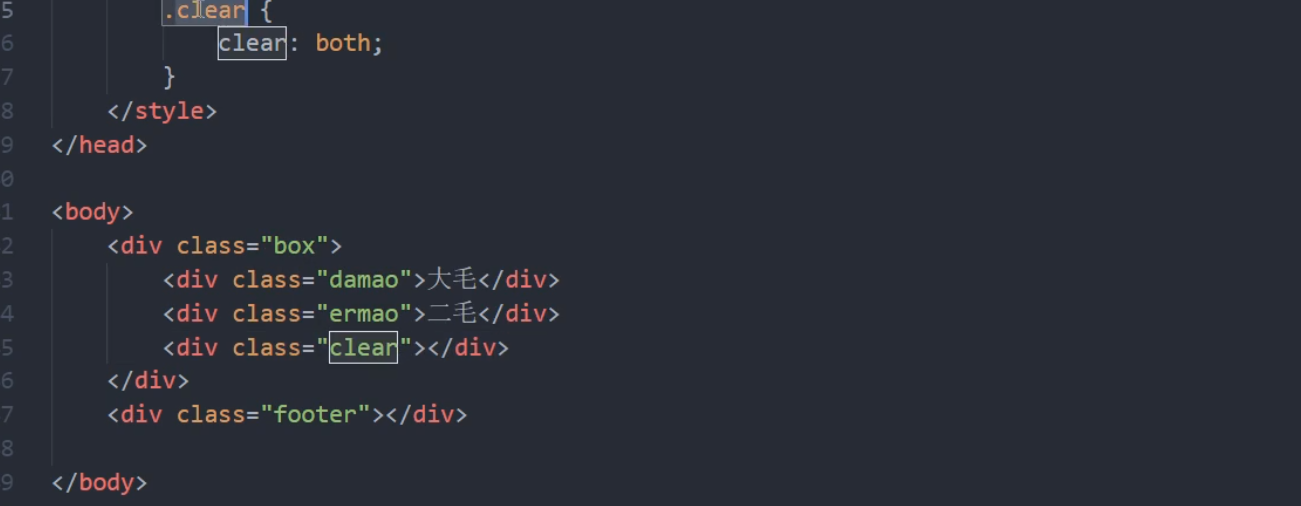 5 .clear {
6 clear: both;
7 }
8 </style>
9 </head>
0
1 <body>
2 <div class="box">
3 <div class="damao">大毛</div>
4 <div class="ermao">二毛</div>
5 <div class="clear"></div>
6 </div>
7 <div class="footer"></div>
8
9 </body>